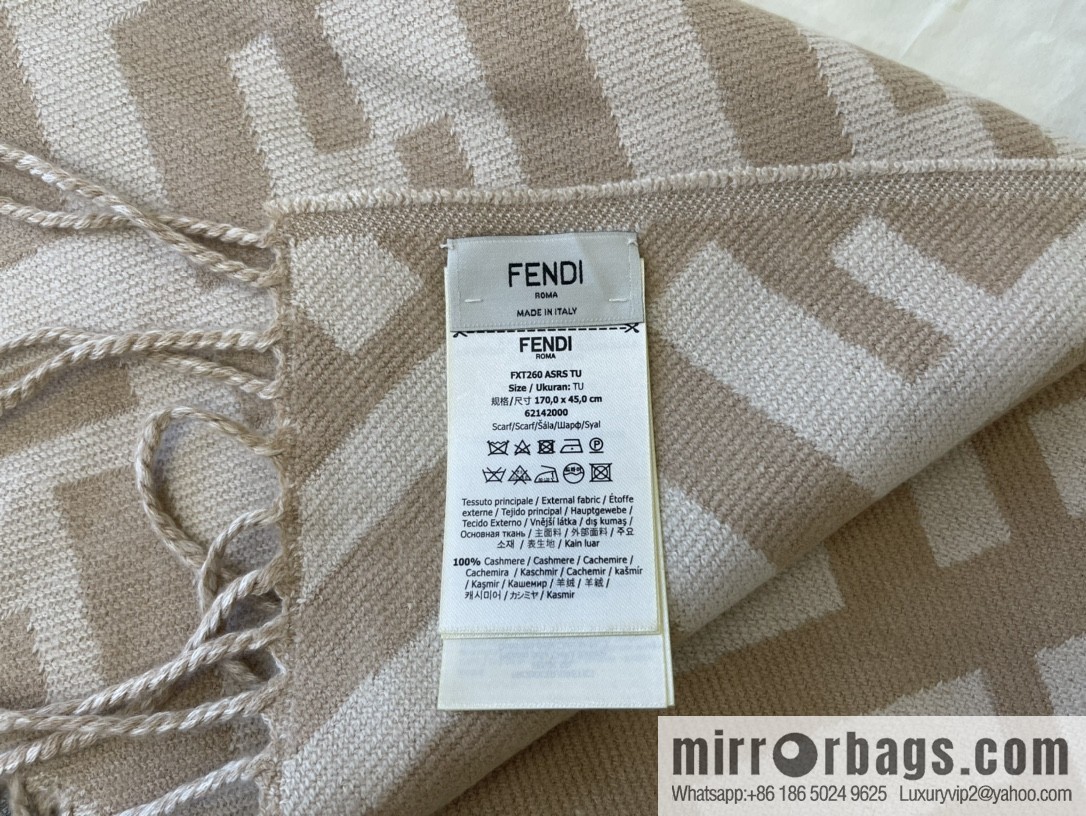 FENDI
ROMA
MADE IN ITALY
FENDI
ROMA
FXT260 ASRS TU
Size / Ukuran: TU
规格/尺寸 170,0 x 45,0 cm
62142000
Scarf/Scarf/Šála/Шарф/Syal
Tessuto principale / External fabric / Étoffe
externe / Tejido principal / Hauptgewebe /
Tecido Externo / Vnější látka / dış kumaş /
Основная ткань / 主面料 / 外部面料 / 주요
소재 / 表生地 / Kain luar
100% Cashmere / Cashmere / Cachemire /
Cachemira / Kaschmir / Cachemir / kašmír
/ Kaşmir / Кашемир / 羊绒 / 羊絨 /
캐시미어 / カシミヤ / Kasmir
mirrorbags.com
Whatsapp:+86 186 5024 9625 Luxuryvip2@yahoo.com